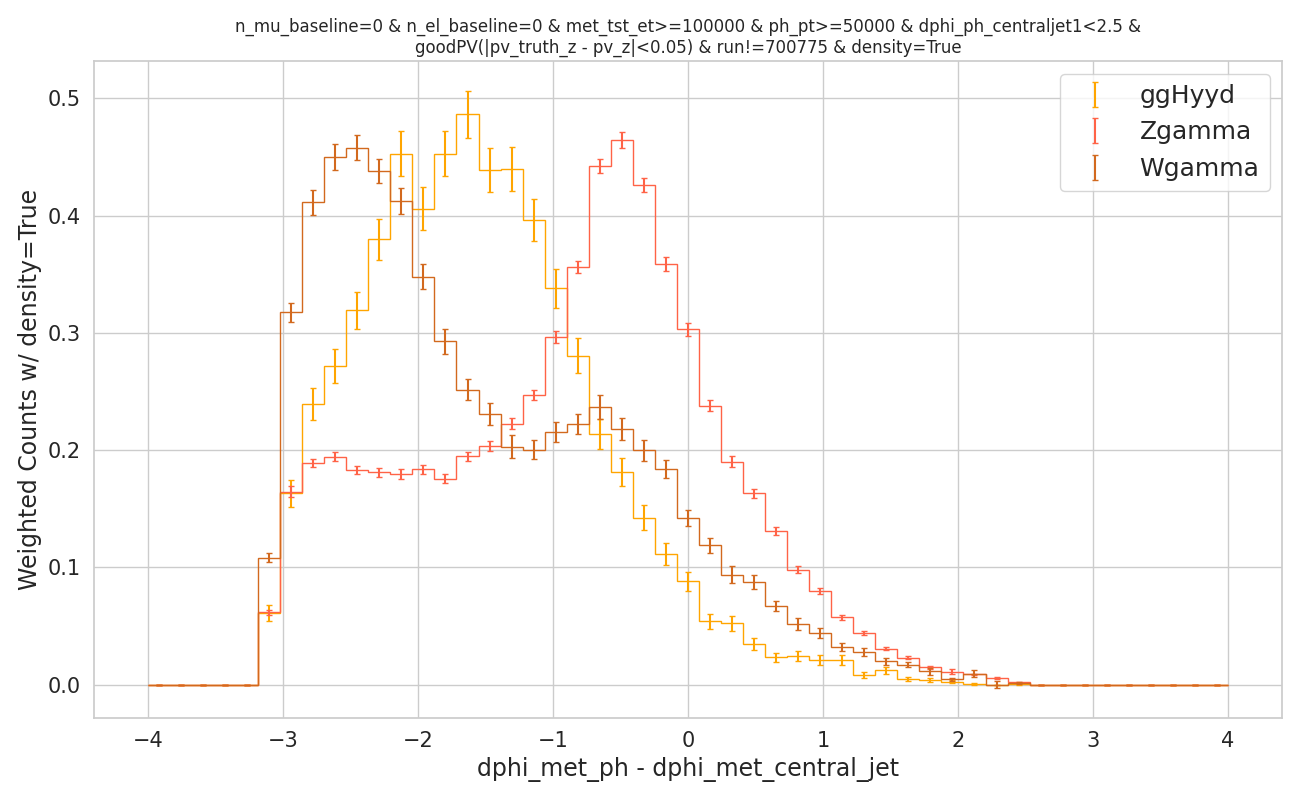 n_mu_baseline=0 & n_el_baseline=0 & met_tst_et>=100000 & ph_pt>=50000 & dphi_ph_centraljet1<2.5 &
goodPV(|pv_truth_z - pv_z|<0.05) & run!=700775 & density=True
ggHyyd
Zgamma
Wgamma
Weighted Counts w/ density=True
0.5
0.4
0.3
0.2
0.1
0.0
−4 −3 −2 −1 0 1 2 3 4
dphi_met_ph - dphi_met_central_jet